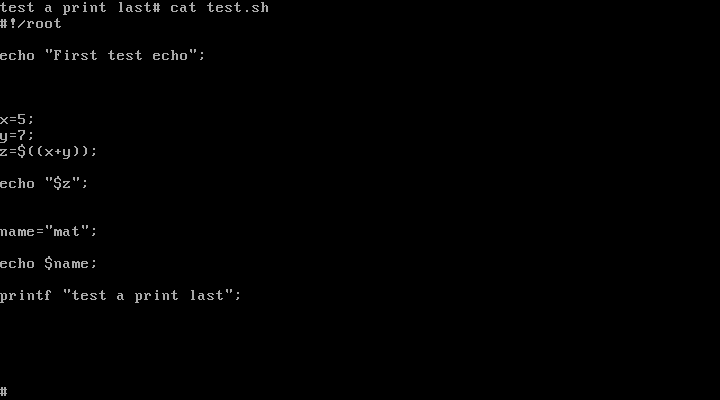 test a print last# cat test.sh
#!/root
echo "First test echo";
x=5;
y=7;
z=$((x+y));
echo "$z";
name="mat";
echo $name;
printf "test a print last";
#